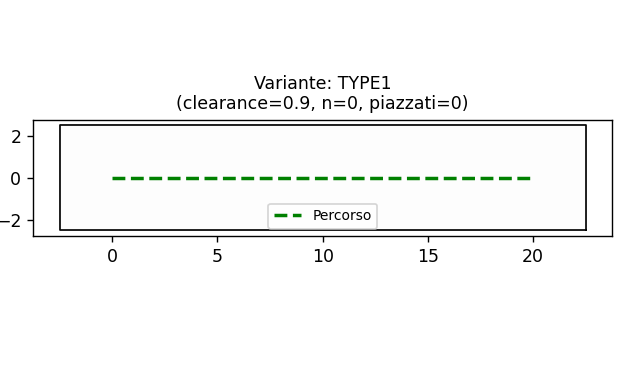 Variante: TYPE1
(clearance=0.9, n=0, piazzati=0)
2
0
−2
Percorso
0 5 10 15 20